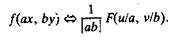 f(ax, by) ⇔ 1/|ab| F(u/a, v/b).